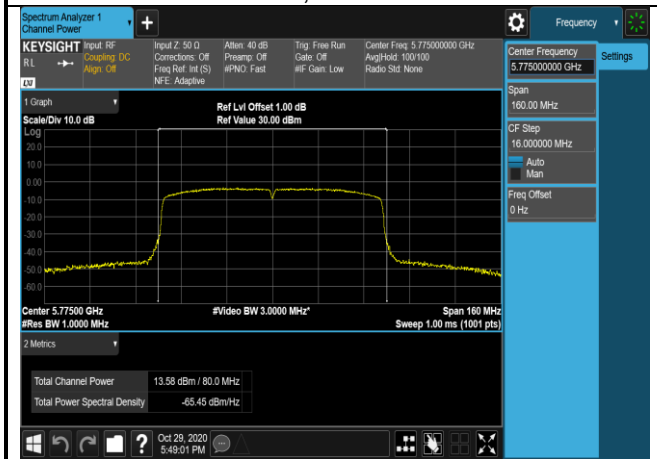 Spectrum Analyzer 1
Channel Power
Frequency
KEYSIGHT
RL
LXI
Input: RF
Coupling: DC
Align: Off
Input Z: 50 Ω
Corrections: Off
Freq Ref: Int (S)
NFE: Adaptive
Atten: 40 dB
Preamp: Off
#PNO: Fast
Trig: Free Run
Gate: Off
#IF Gain: Low
Center Freq: 5.775000000 GHz
Avg|Hold: 100/100
Radio Std: None
Center Frequency
5.775000000 GHz
Settings
Span
160.00 MHz
CF Step
16.000000 MHz
Auto
Man
Freq Offset
0 Hz
1 Graph
Scale/Div 10.0 dB
Ref Lvl Offset 1.00 dB
Ref Value 30.00 dBm
Log
20.0
10.0
0.00
-10.0
-20.0
-30.0
-40.0
-50.0
-60.0
Center 5.77500 GHz
#Video BW 3.0000 MHz*
Span 160 MHz
#Res BW 1.0000 MHz
Sweep 1.00 ms (1001 pts)
2 Metrics
Total Channel Power 13.58 dBm / 80.0 MHz
Total Power Spectral Density -65.45 dBm/Hz
?
Oct 29, 2020
5:49:01 PM